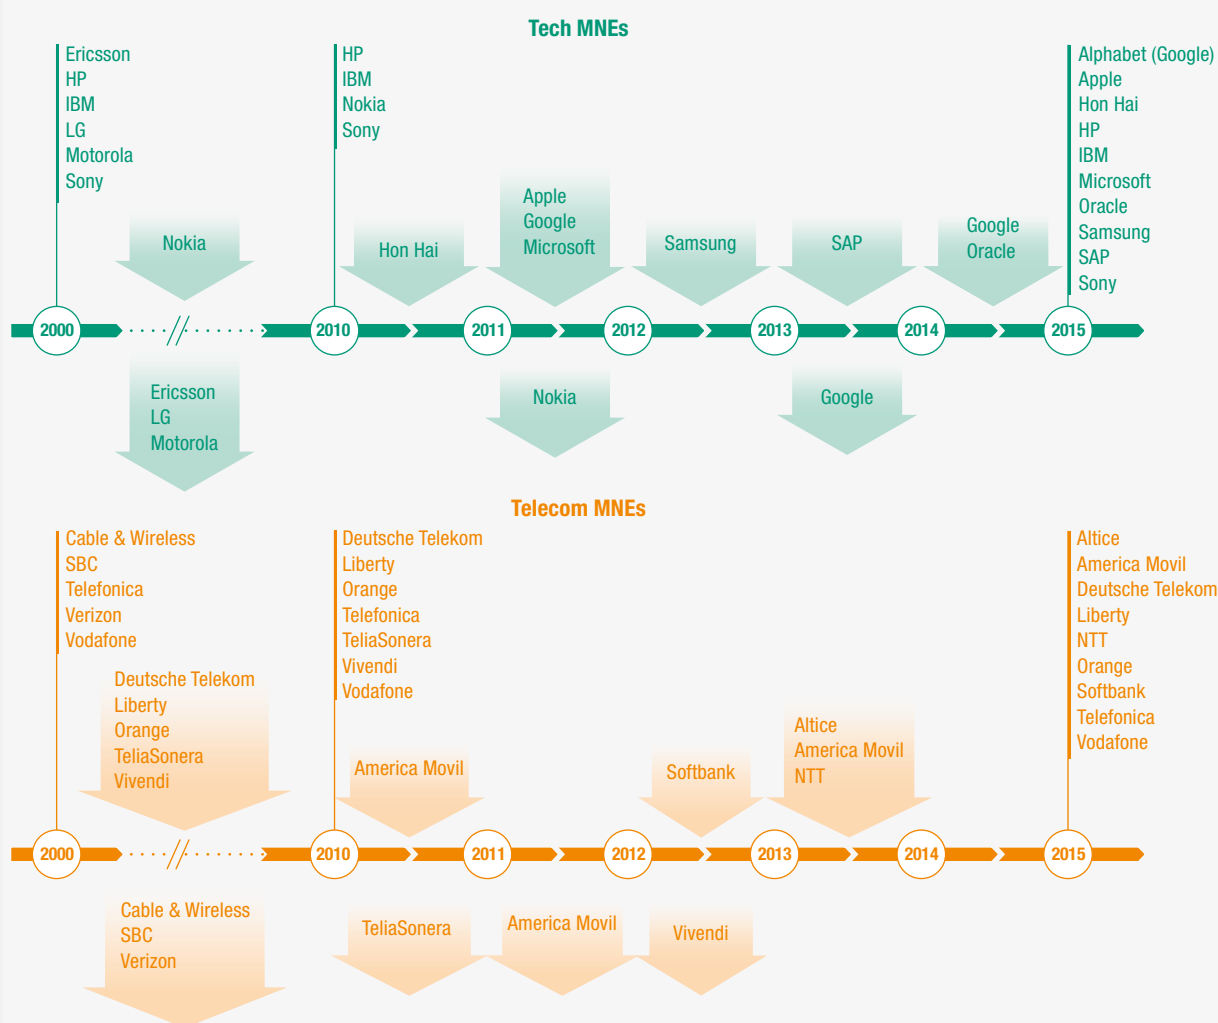 Tech MNEs
Ericsson
HP
IBM
LG
Motorola
Sony
HP
IBM
Nokia
Sony
Alphabet (Google)
Apple
Hon Hai
HP
IBM
Microsoft
Oracle
Samsung
SAP
Sony
Nokia
Hon Hai
Apple
Google
Microsoft
Samsung
SAP
Google
Oracle
2000
2010
2011
2012
2013
2014
2015
Ericsson
LG
Motorola
Nokia
Google
Telecom MNEs
Cable & Wireless
SBC
Telefonica
Verizon
Vodafone
Deutsche Telekom
Liberty
Orange
Telefonica
TeliaSonera
Vivendi
Vodafone
Altice
America Movil
Deutsche Telekom
Liberty
NTT
Orange
Softbank
Telefonica
Vodafone
Deutsche Telekom
Liberty
Orange
TeliaSonera
Vivendi
America Movil
Softbank
Altice
America Movil
NTT
2000
2010
2011
2012
2013
2014
2015
Cable & Wireless
SBC
Verizon
TeliaSonera
America Movil
Vivendi